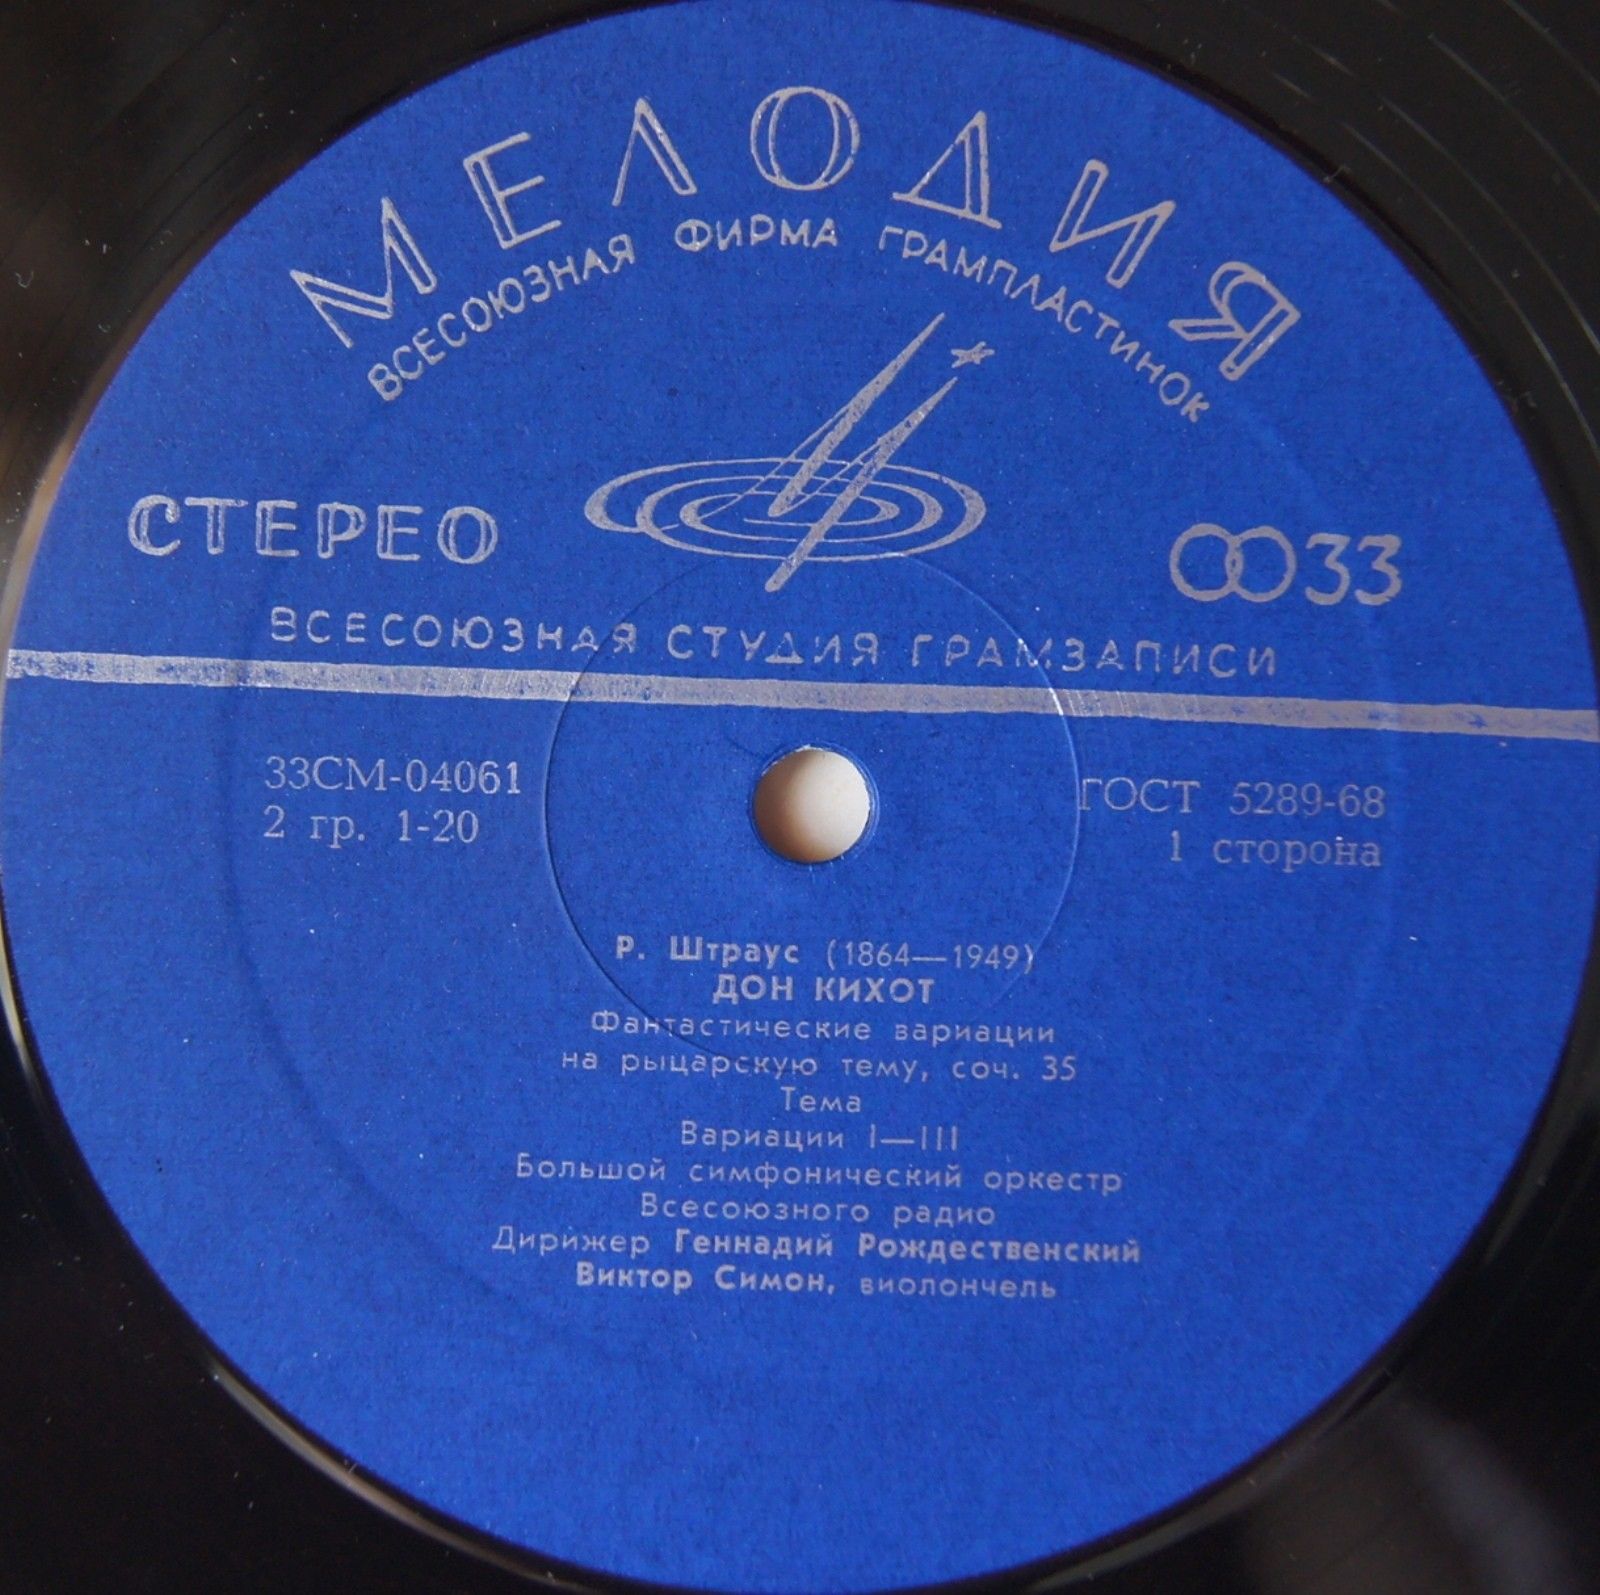 МЕЛОДИЯ
ВСЕСОЮЗНАЯ ФИРМА ГРАМПЛАСТИНОК
СТЕРЕО
33
ВСЕСОЮЗНАЯ СТУДИЯ ГРАМЗАПИСИ
33СМ-04061
ГОСТ 5289-68
2 гр. 1-20
1 сторона
Р. Штраус (1864—1949)
ДОН КИХОТ
Фантастические вариации
на рыцарскую тему, соч. 35
Тема
Вариации I—III
Большой симфонический оркестр
Всесоюзного радио
Дирижер Геннадий Рождественский
Виктор Симон, виолончель